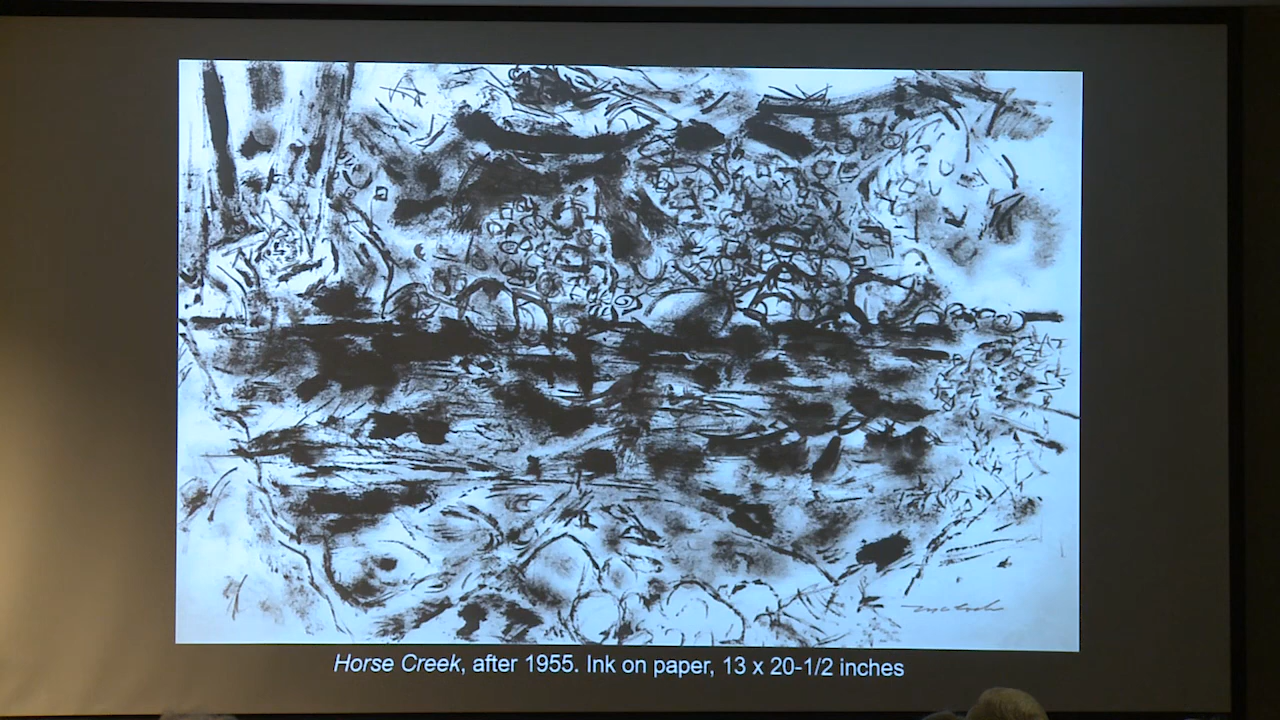 Horse Creek, after 1955. Ink on paper, 13 x 20-1/2 inches